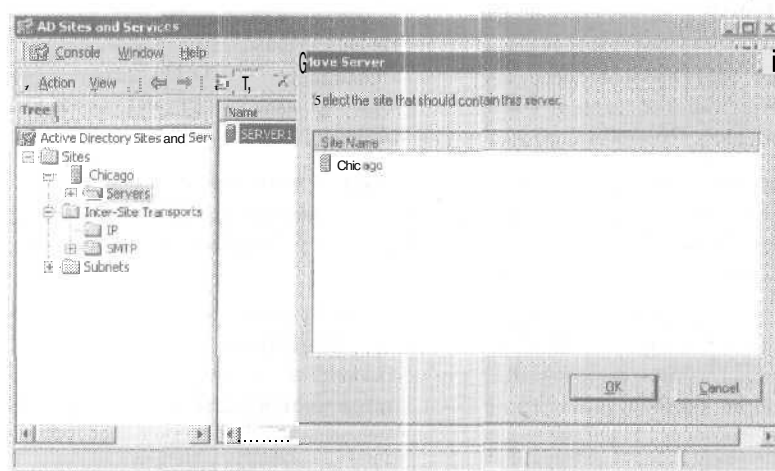 AD Sites and Services
Console Window Help
Action View
Tree
Active Directory Sites and Serv
Sites
Chicago
Servers
Inter-Site Transports
IP
SMTP
Subnets
Name
SERVER1
Move Server
Select the site that should contain this server.
Site Name
Chicago
OK
Cancel